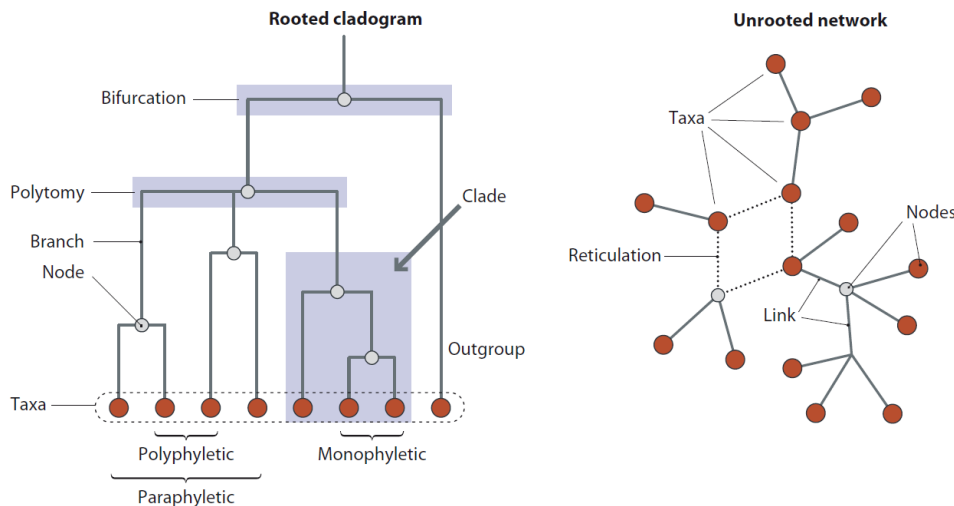 Rooted cladogram
Bifurcation
Polytomy
Branch
Node
Clade
Outgroup
Taxa
Polyphyletic
Monophyletic
Paraphyletic
Unrooted network
Taxa
Nodes
Reticulation
Link